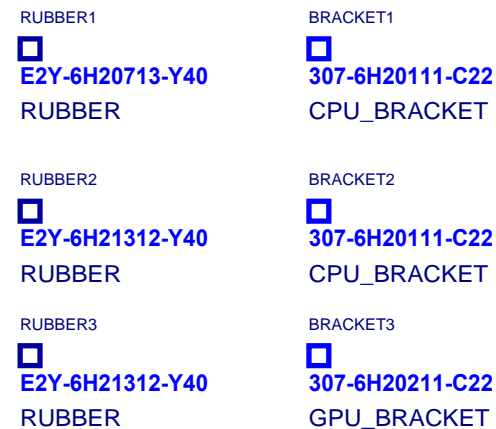 RUBBER1
E2Y-6H20713-Y40
RUBBER
BRACKET1
307-6H20111-C22
CPU_BRACKET
RUBBER2
E2Y-6H21312-Y40
RUBBER
BRACKET2
307-6H20111-C22
CPU_BRACKET
RUBBER3
E2Y-6H21312-Y40
RUBBER
BRACKET3
307-6H20211-C22
GPU_BRACKET